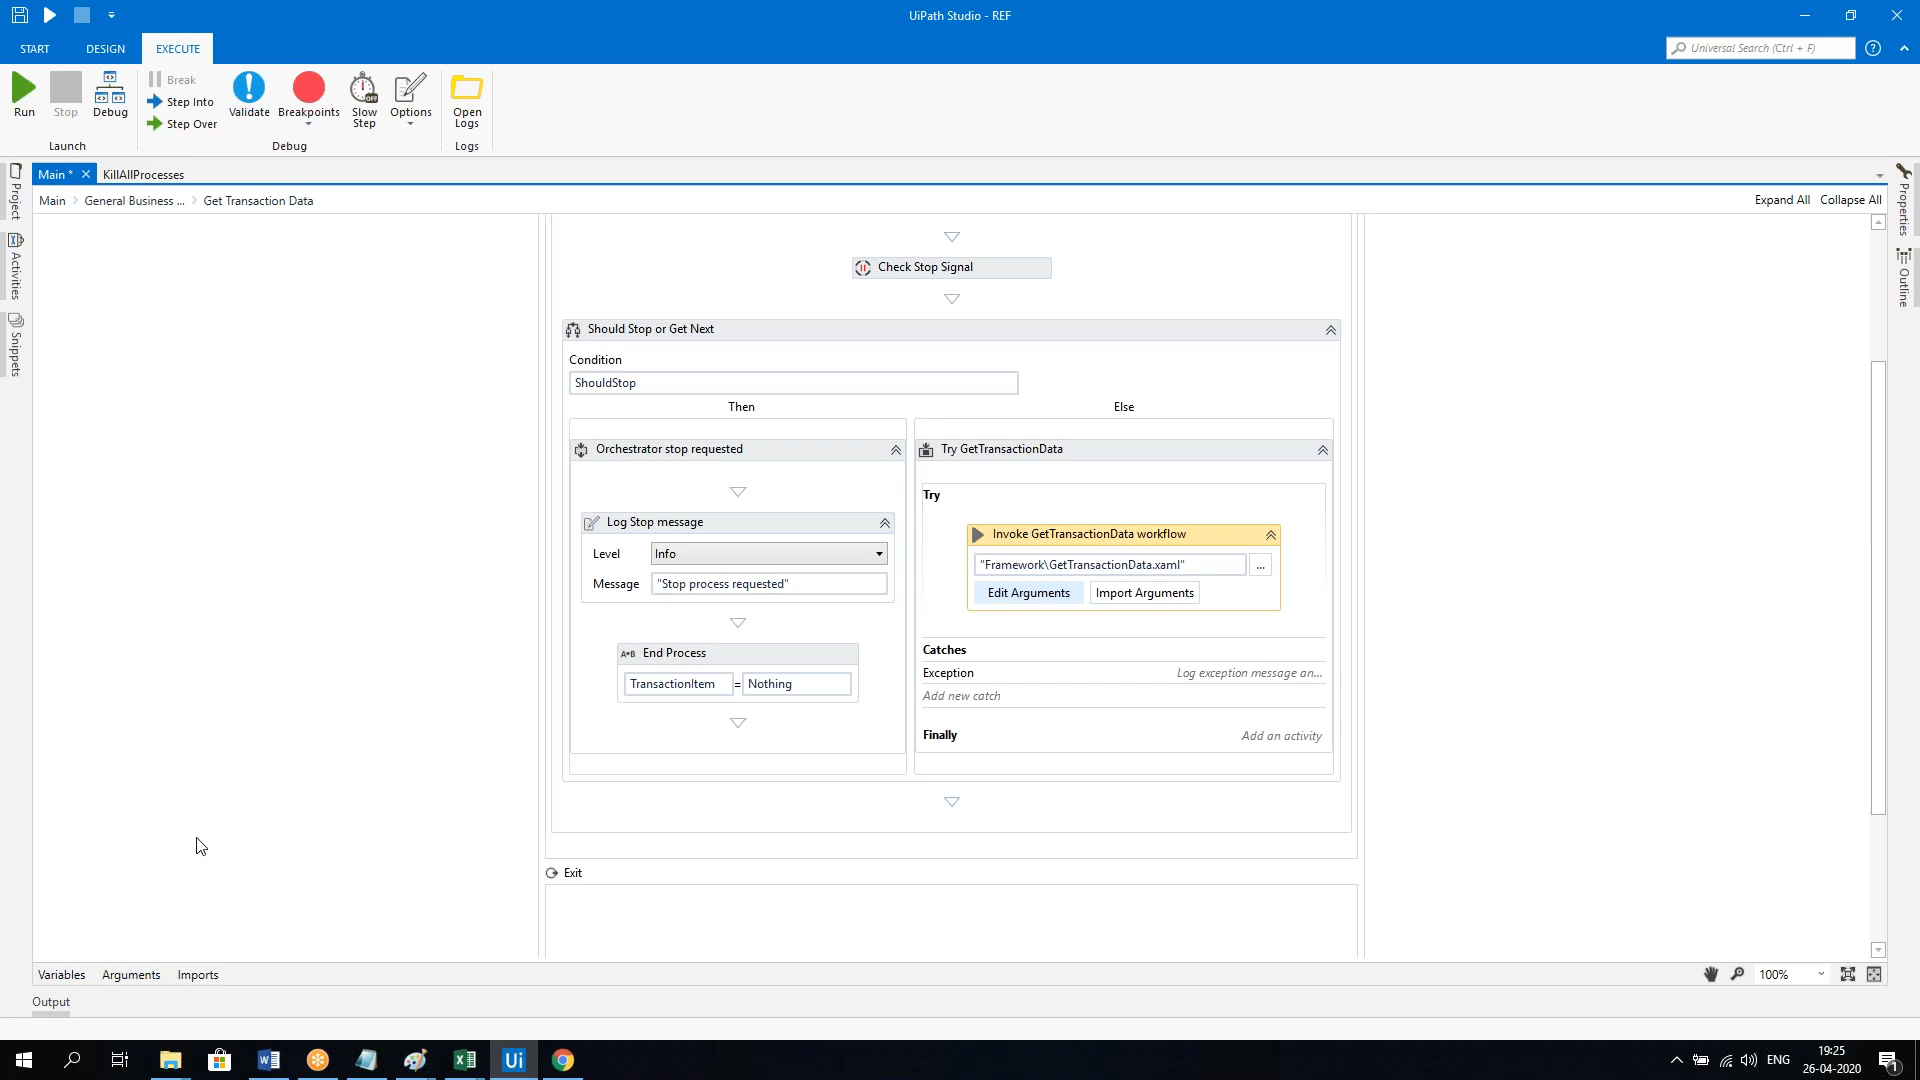 UiPath Studio - REF
START
DESIGN
EXECUTE
Universal Search (Ctrl + F)
Run
Stop
Debug
Break
Step Into
Step Over
Validate
Breakpoints
OFF
Slow Step
Options
Open Logs
Launch
Debug
Logs
Main *
KillAllProcesses
Main
General Business ...
Get Transaction Data
Expand All
Collapse All
Project
Activities
Snippets
Properties
Outline
Check Stop Signal
Should Stop or Get Next
Condition
ShouldStop
Then
Else
Orchestrator stop requested
Try GetTransactionData
Log Stop message
Level
Info
Message
"Stop process requested"
End Process
A*B
TransactionItem
=
Nothing
Try
Invoke GetTransactionData workflow
"Framework\GetTransactionData.xaml"
...
Edit Arguments
Import Arguments
Catches
Exception
Log exception message an...
Add new catch
Finally
Add an activity
Exit
Variables
Arguments
Imports
100%
Output
Ui
ENG
19:25
26-04-2020
1